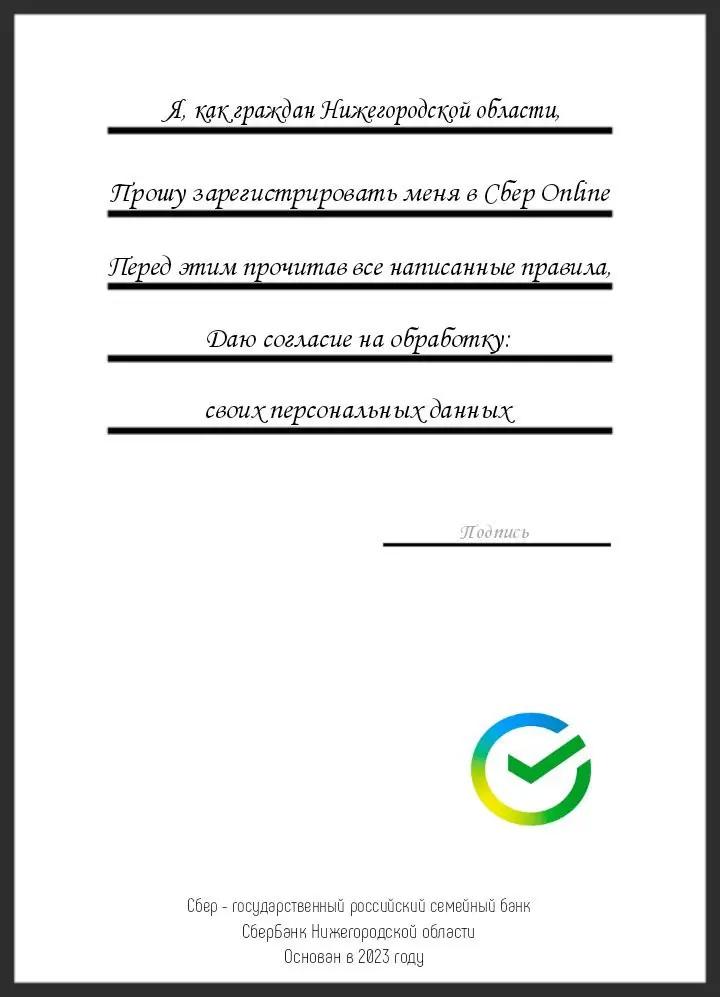 Я, как граждан Нижегородской области,
Прошу зарегистрировать меня в Сбер Online
Перед этим прочитав все написанные правила,
Даю согласие на обработку:
своих персональных данных
Подпись
Сбер - государственный российский семейный банк
СберБанк Нижегородской области
Основан в 2023 году